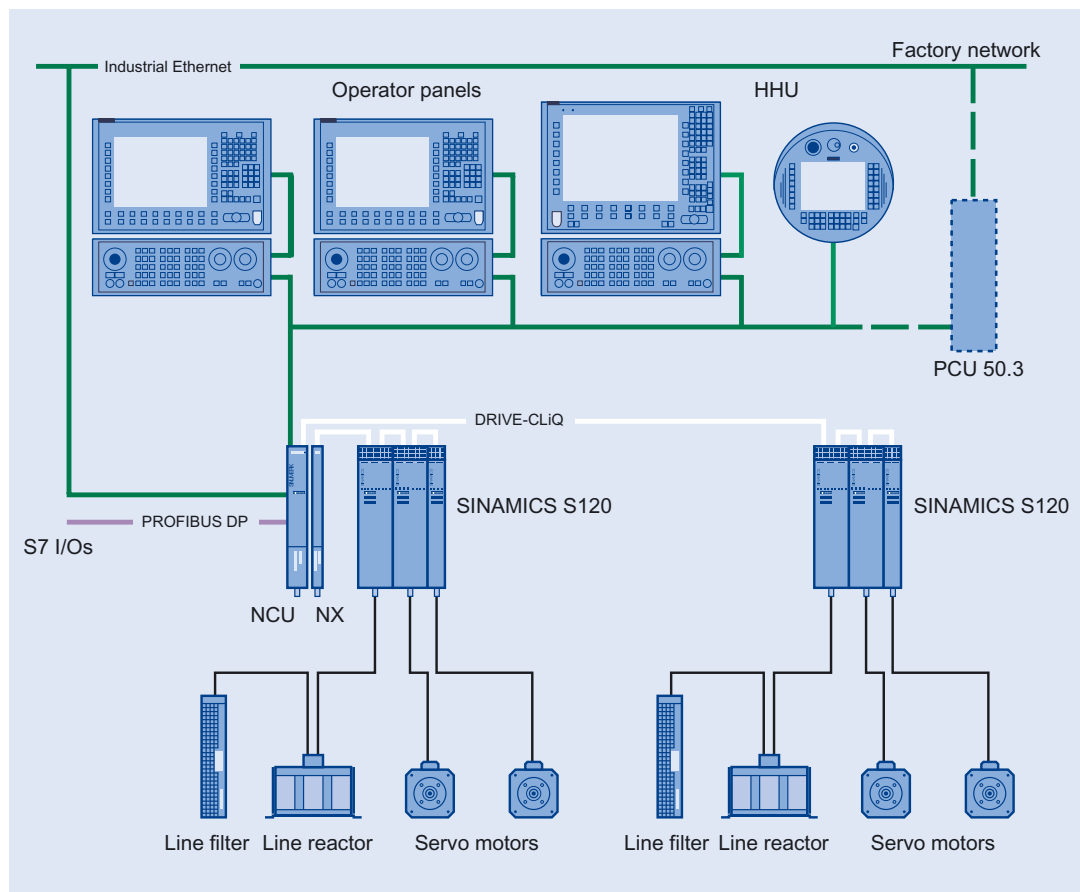 Factory network
Industrial Ethernet
Operator panels
HHU
PCU 50.3
DRIVE-CLiQ
SINAMICS S120
SINAMICS S120
PROFIBUS DP
S7 I/Os
NCU
NX
Line filter
Line reactor
Servo motors
Line filter
Line reactor
Servo motors